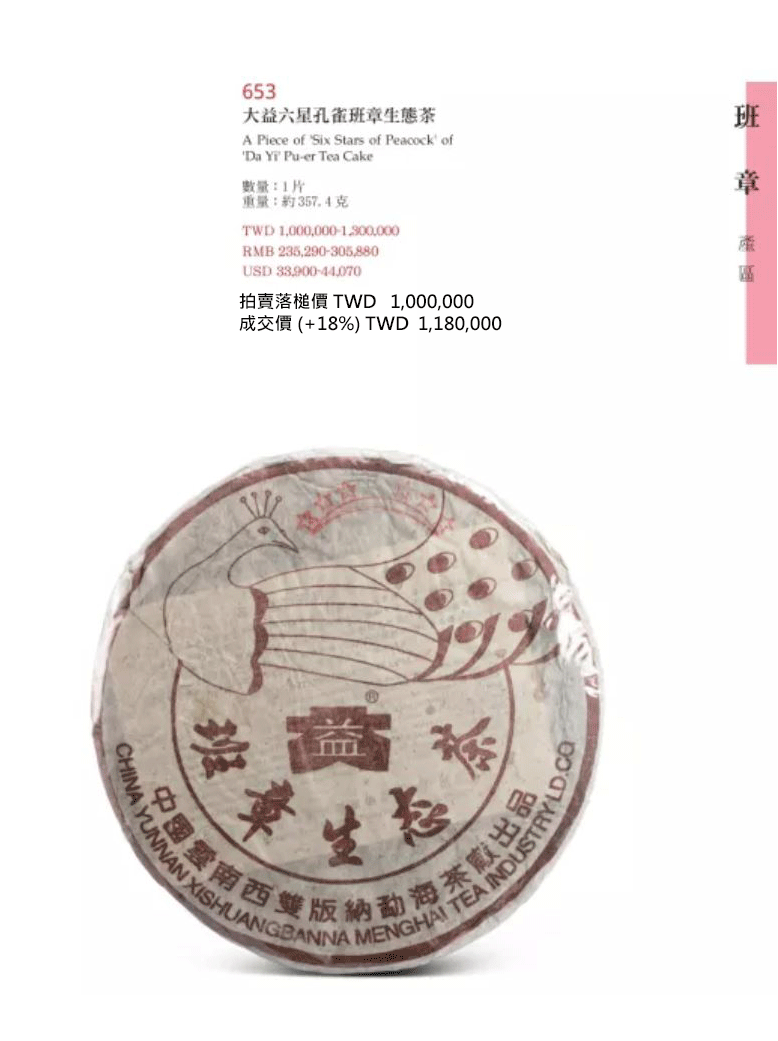 653
大益六星孔雀班章生態茶
A Piece of 'Six Stars of Peacock' of
'Da Yi' Pu-er Tea Cake
數量：1片
重量：約357.4克
TWD 1,000,000-1,300,000
RMB 235,290-305,880
USD 33,900-44,070
拍賣落槌價 TWD 1,000,000
成交價 (+18%) TWD 1,180,000
班章 產區
®
益
班章生态茶
中國雲南西雙版納勐海茶廠出品
CHINA YUNNAN XISHUANGBANNA MENGHAI TEA INDUSTRY LD.CO